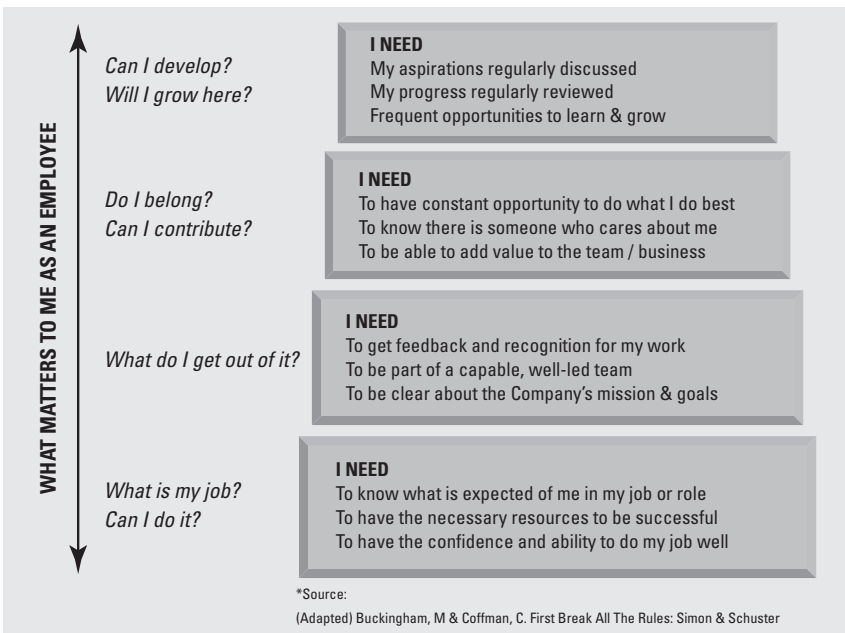 WHAT MATTERS TO ME AS AN EMPLOYEE
Can I develop?
Will I grow here?
I NEED
My aspirations regularly discussed
My progress regularly reviewed
Frequent opportunities to learn & grow
Do I belong?
Can I contribute?
I NEED
To have constant opportunity to do what I do best
To know there is someone who cares about me
To be able to add value to the team / business
What do I get out of it?
I NEED
To get feedback and recognition for my work
To be part of a capable, well-led team
To be clear about the Company's mission & goals
What is my job?
Can I do it?
I NEED
To know what is expected of me in my job or role
To have the necessary resources to be successful
To have the confidence and ability to do my job well
*Source:
(Adapted) Buckingham, M & Coffman, C. First Break All The Rules: Simon & Schuster